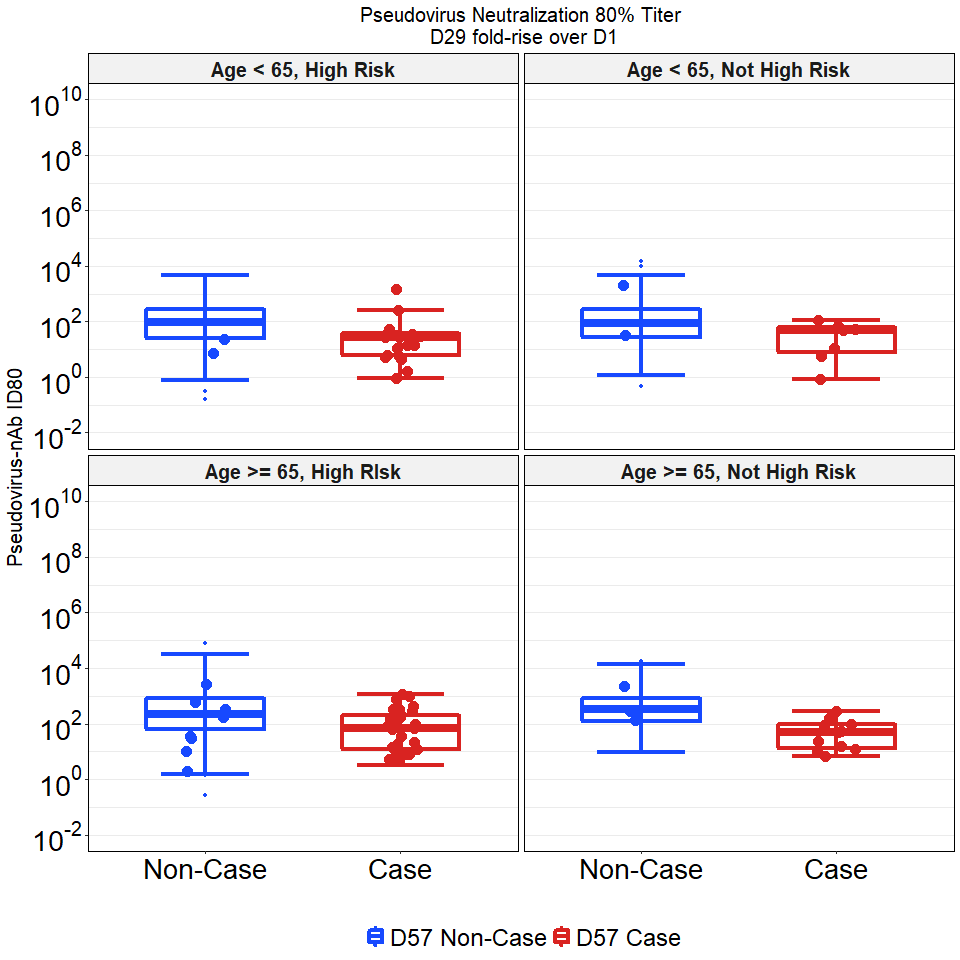 Pseudovirus Neutralization 80% Titer
D29 fold-rise over D1
Pseudovirus-nAb ID80
Age < 65, High Risk
Age < 65, Not High Risk
10^10
10^8
10^6
10^4
10^2
10^0
10^-2
Age >= 65, High RIsk
Age >= 65, Not High Risk
10^10
10^8
10^6
10^4
10^2
10^0
10^-2
Non-Case Case Non-Case Case
D57 Non-Case D57 Case